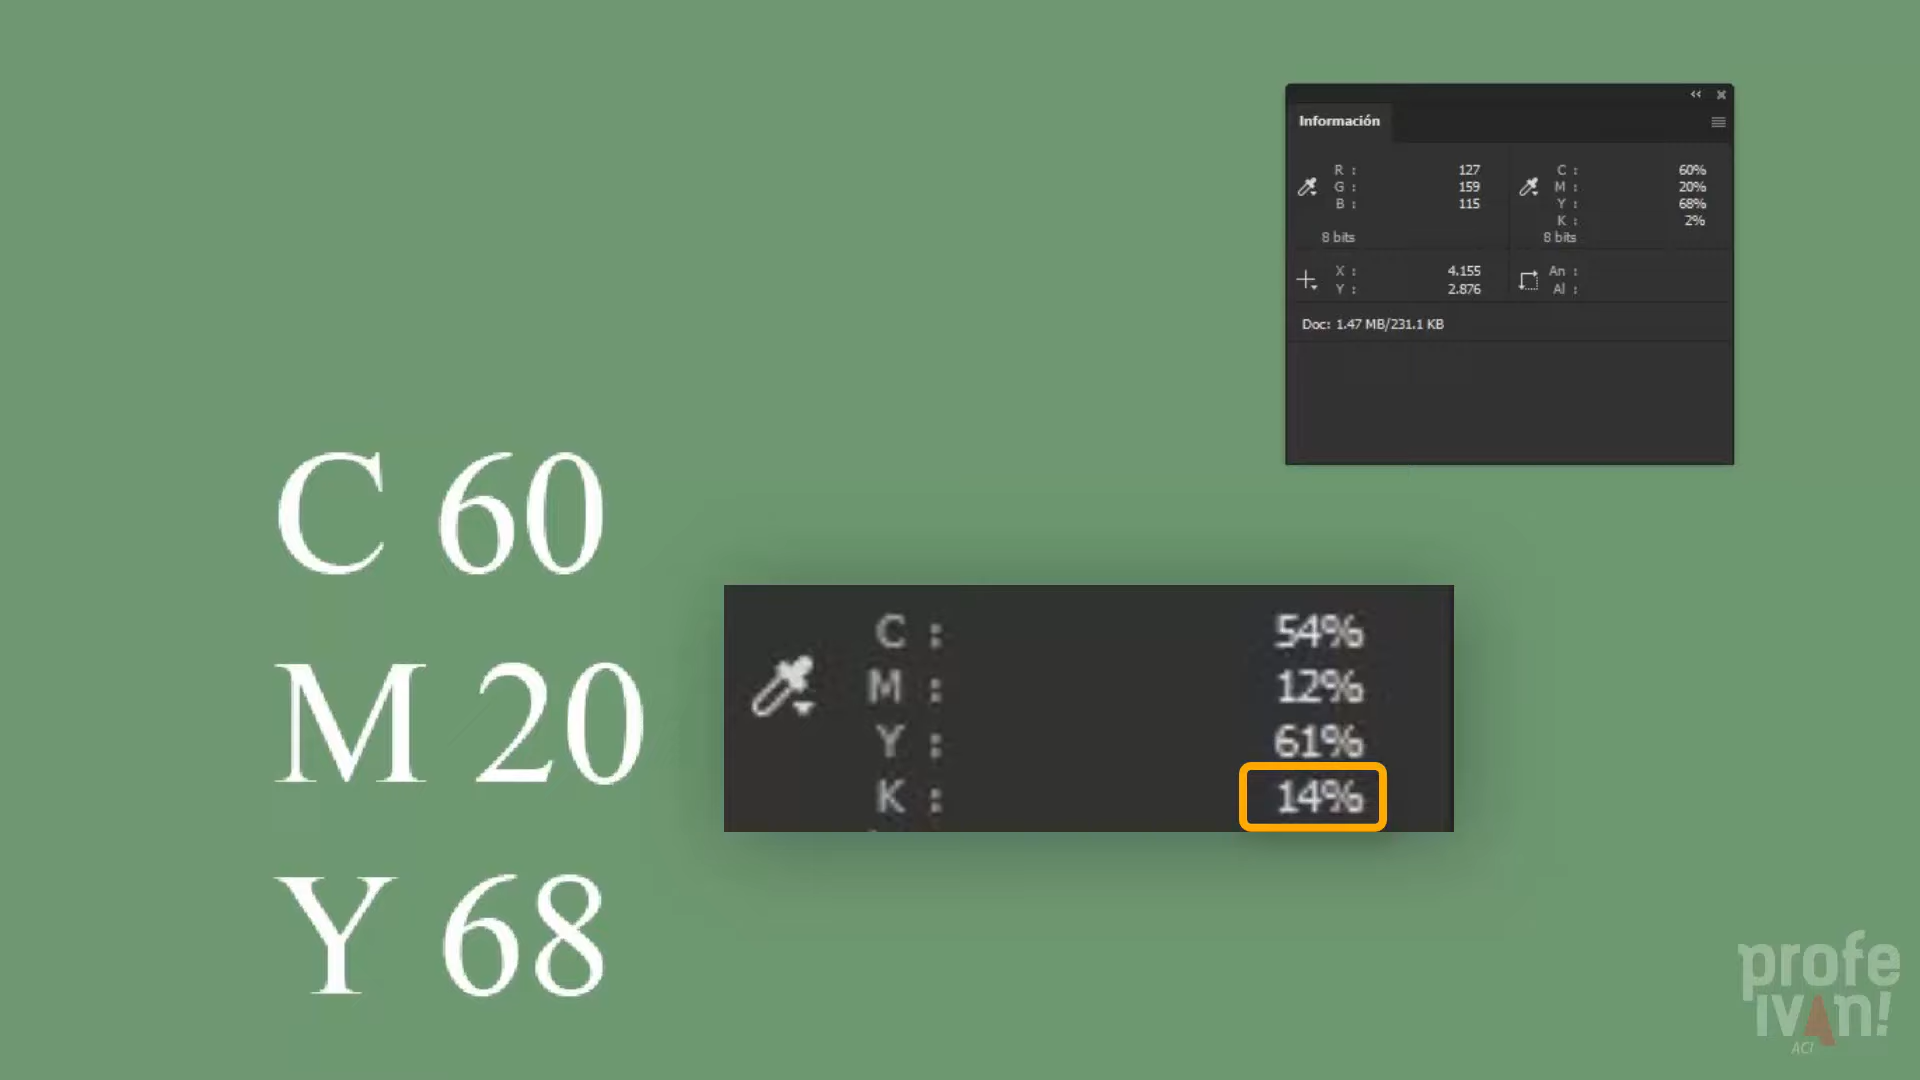 Información
R : 127
G : 159
B : 115
8 bits
C : 60%
M : 20%
Y : 68%
K : 2%
8 bits
X : 4.155
Y : 2.876
An :
Al :
Doc: 1.47 MB/231.1 KB
C 60
M 20
Y 68
C : 54%
M : 12%
Y : 61%
K : 14%
profe
ivan!
ACI